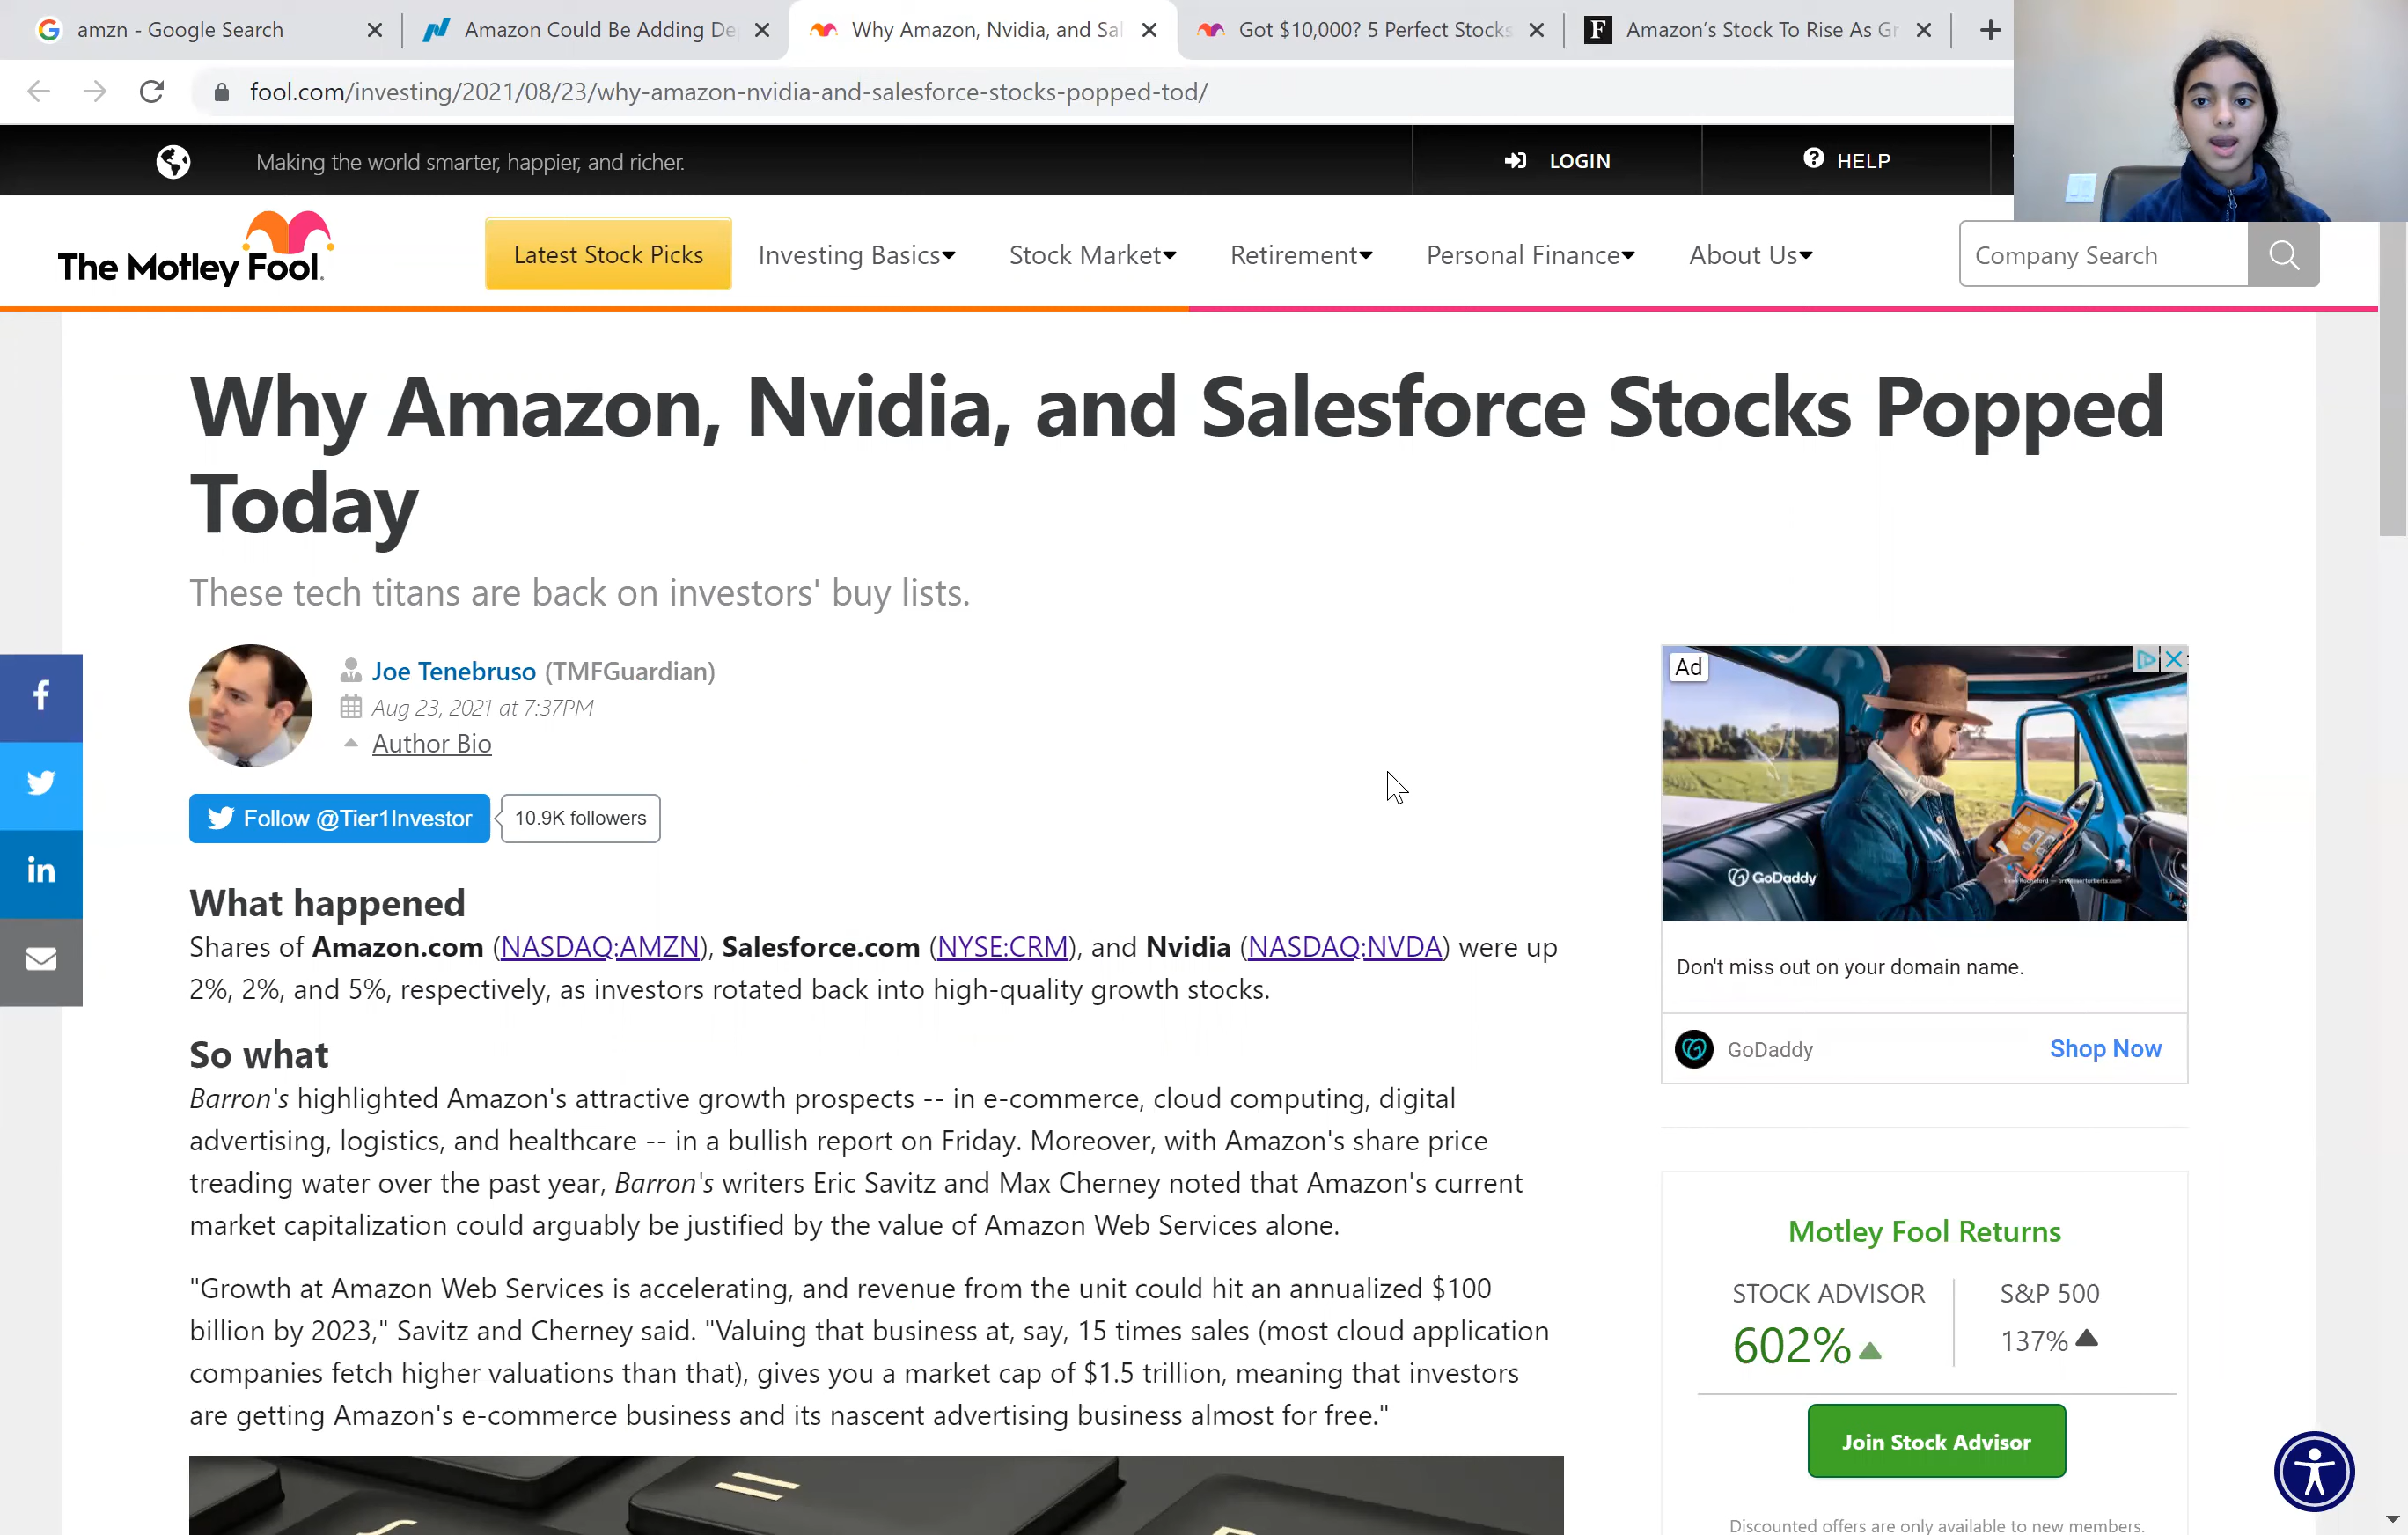 amzn - Google Search
Amazon Could Be Adding De
Why Amazon, Nvidia, and Sal
Got $10,000? 5 Perfect Stocks
Amazon's Stock To Rise As Gr
fool.com/investing/2021/08/23/why-amazon-nvidia-and-salesforce-stocks-popped-tod/
Making the world smarter, happier, and richer.
LOGIN
HELP
The Motley Fool.
Latest Stock Picks
Investing Basics
Stock Market
Retirement
Personal Finance
About Us
Company Search
Why Amazon, Nvidia, and Salesforce Stocks Popped
Today
These tech titans are back on investors' buy lists.
Joe Tenebruso (TMFGuardian)
Aug 23, 2021 at 7:37PM
Author Bio
Follow @Tier1Investor
10.9K followers
What happened
Shares of Amazon.com (NASDAQ:AMZN), Salesforce.com (NYSE:CRM), and Nvidia (NASDAQ:NVDA) were up
2%, 2%, and 5%, respectively, as investors rotated back into high-quality growth stocks.
So what
Barron's highlighted Amazon's attractive growth prospects -- in e-commerce, cloud computing, digital
advertising, logistics, and healthcare -- in a bullish report on Friday. Moreover, with Amazon's share price
treading water over the past year, Barron's writers Eric Savitz and Max Cherney noted that Amazon's current
market capitalization could arguably be justified by the value of Amazon Web Services alone.
"Growth at Amazon Web Services is accelerating, and revenue from the unit could hit an annualized $100
billion by 2023," Savitz and Cherney said. "Valuing that business at, say, 15 times sales (most cloud application
companies fetch higher valuations than that), gives you a market cap of $1.5 trillion, meaning that investors
are getting Amazon's e-commerce business and its nascent advertising business almost for free."
Ad
GoDaddy
Don't miss out on your domain name.
GoDaddy
Shop Now
Motley Fool Returns
STOCK ADVISOR
S&P 500
602%
137%
Join Stock Advisor
Discounted offers are only available to new members.